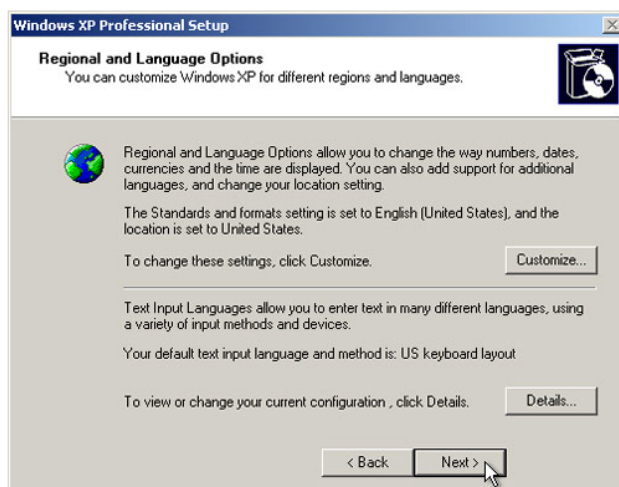 Windows XP Professional Setup
Regional and Language Options
You can customize Windows XP for different regions and languages.
Regional and Language Options allow you to change the way numbers, dates,
currencies and the time are displayed. You can also add support for additional
languages, and change your location setting.
The Standards and formats setting is set to English (United States), and the
location is set to United States.
To change these settings, click Customize.
Customize...
Text Input Languages allow you to enter text in many different languages, using
a variety of input methods and devices.
Your default text input language and method is: US keyboard layout
To view or change your current configuration , click Details.
Details...
< Back
Next >